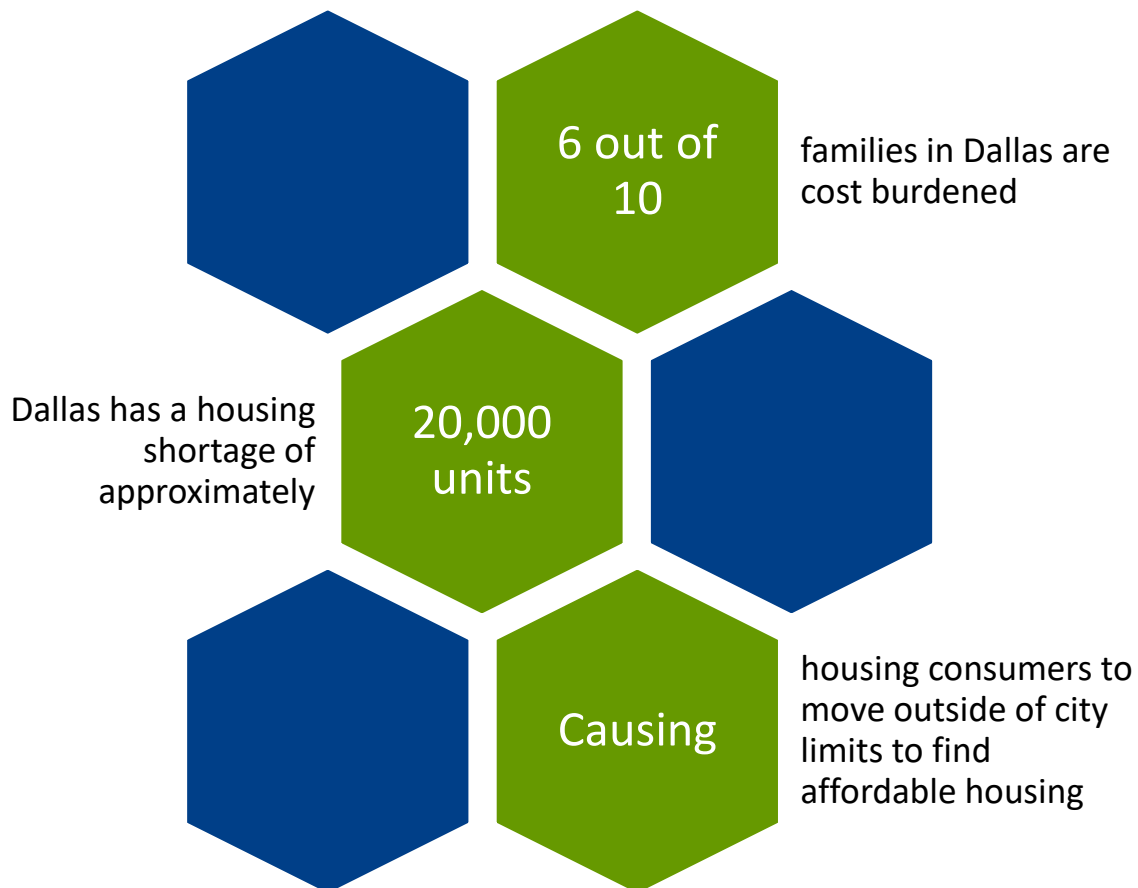 6 out of
10
families in Dallas are
cost burdened
Dallas has a housing
shortage of
approximately
20,000
units
Causing
housing consumers to
move outside of city
limits to find
affordable housing